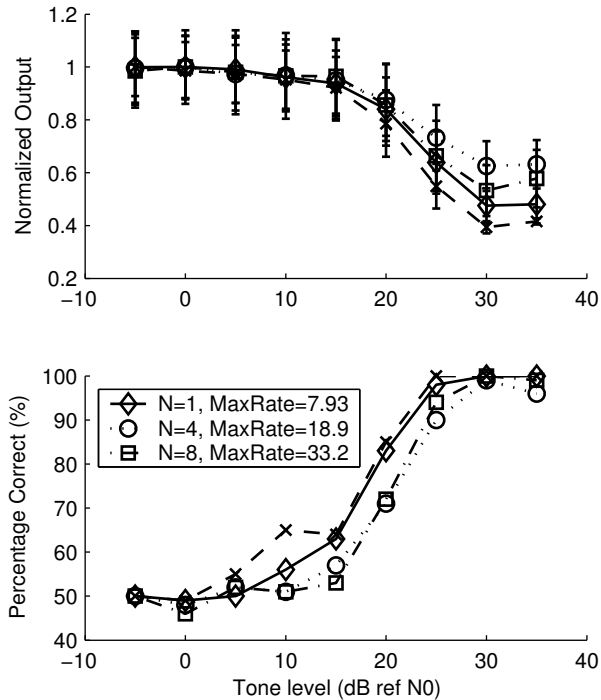 1.2
1
0.8
0.6
0.4
0.2
Normalized Output
−10 0 10 20 30 40
100
90
80
70
60
50
40
Percentage Correct (%)
N=1, MaxRate=7.93
N=4, MaxRate=18.9
N=8, MaxRate=33.2
−10 0 10 20 30 40
Tone level (dB ref N0)